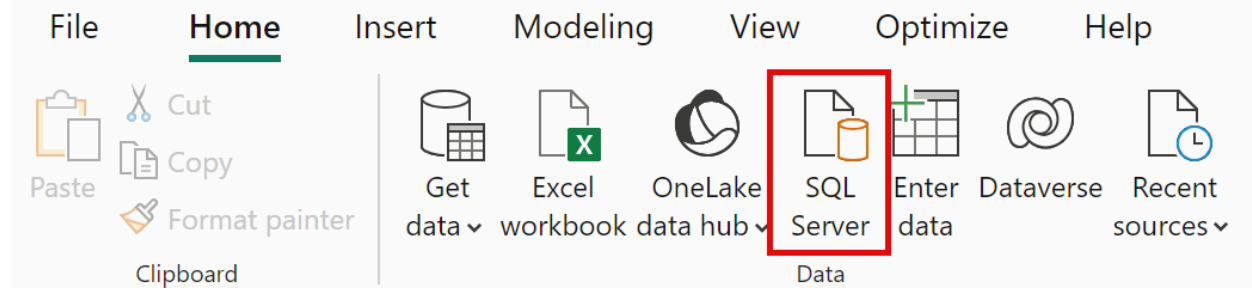 File Home Insert Modeling View Optimize Help
Cut
Copy
Paste
Format painter
Clipboard
Get data
Excel workbook
OneLake data hub
SQL Server
Enter data
Dataverse
Recent sources
Data